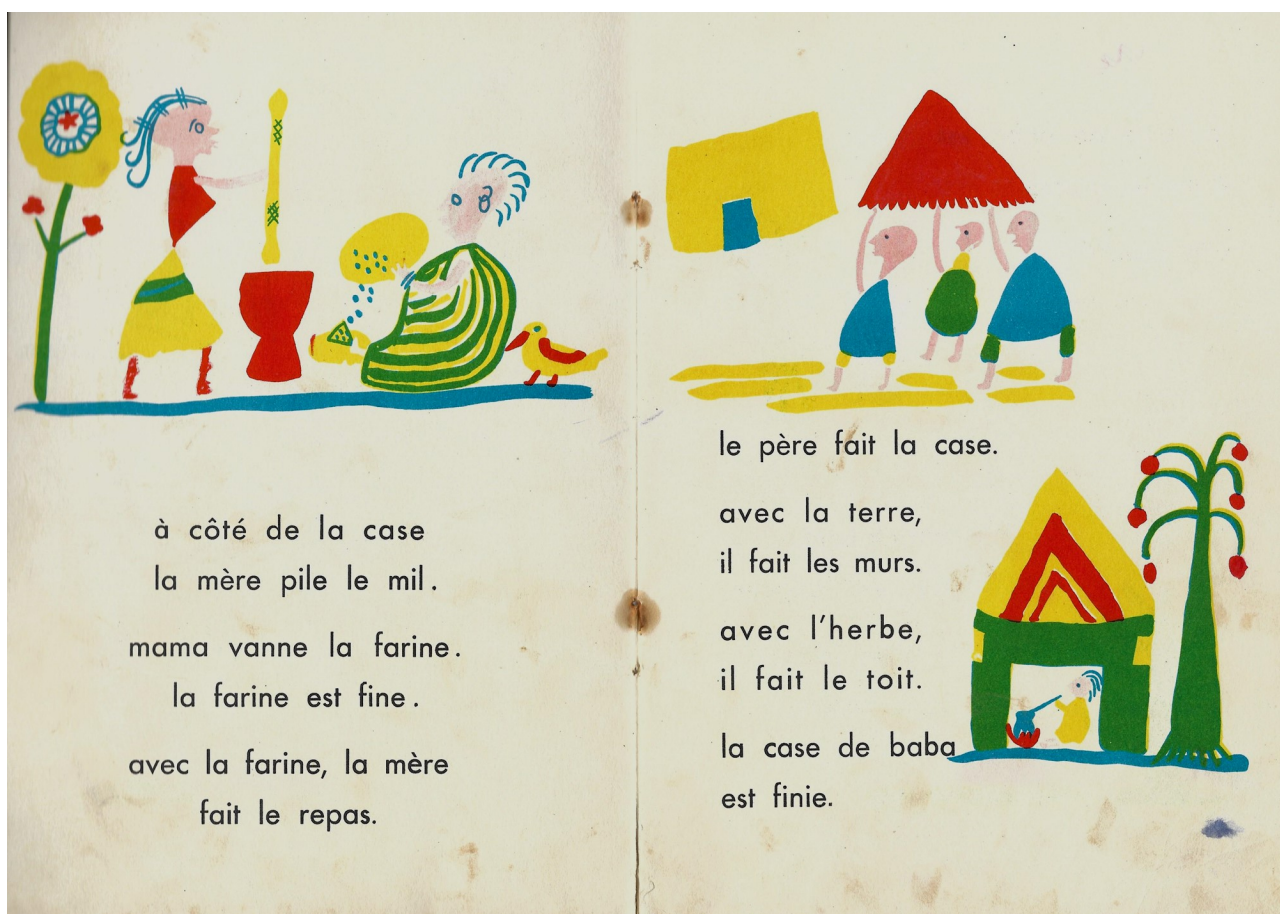 à côté de la case
la mère pile le mil.
mama vanne la farine.
la farine est fine.
avec la farine, la mère
fait le repas.
le père fait la case.
avec la terre,
il fait les murs.
avec l'herbe,
il fait le toit.
la case de baba
est finie.